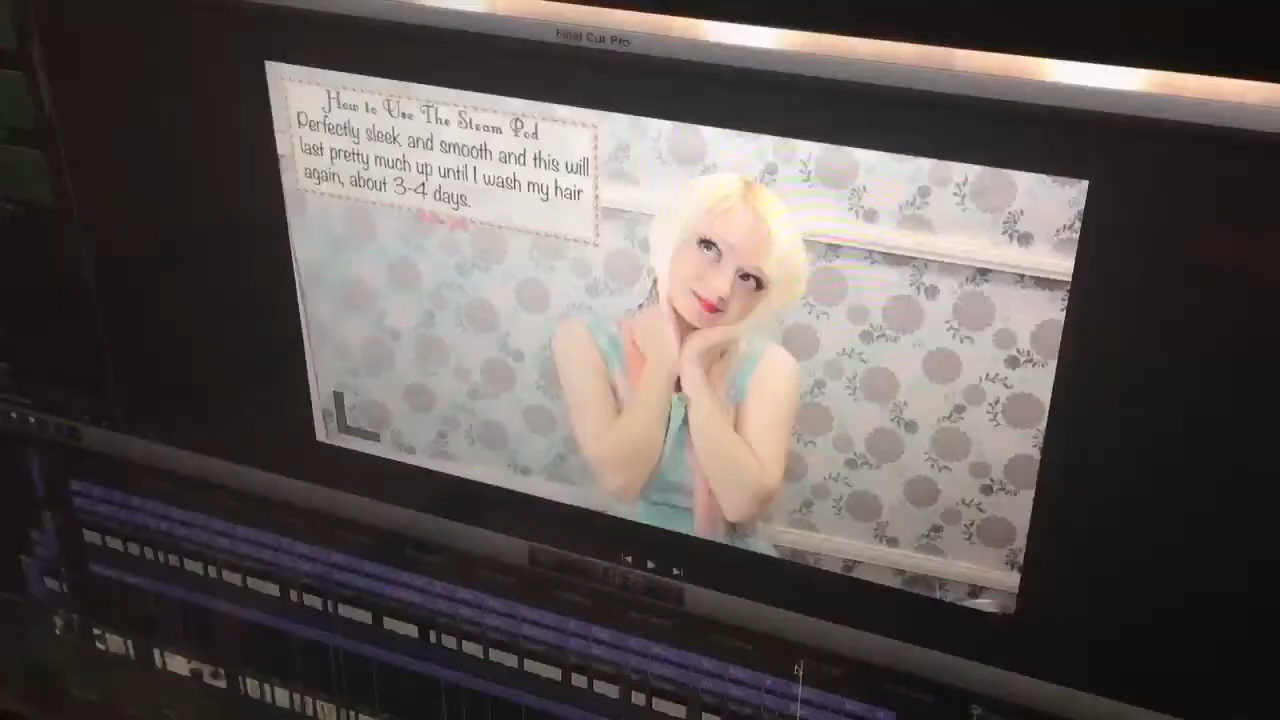 Final Cut Pro
How to Use The Steam Pod
Perfectly sleek and smooth and this will
last pretty much up until I wash my hair
again, about 3-4 days.